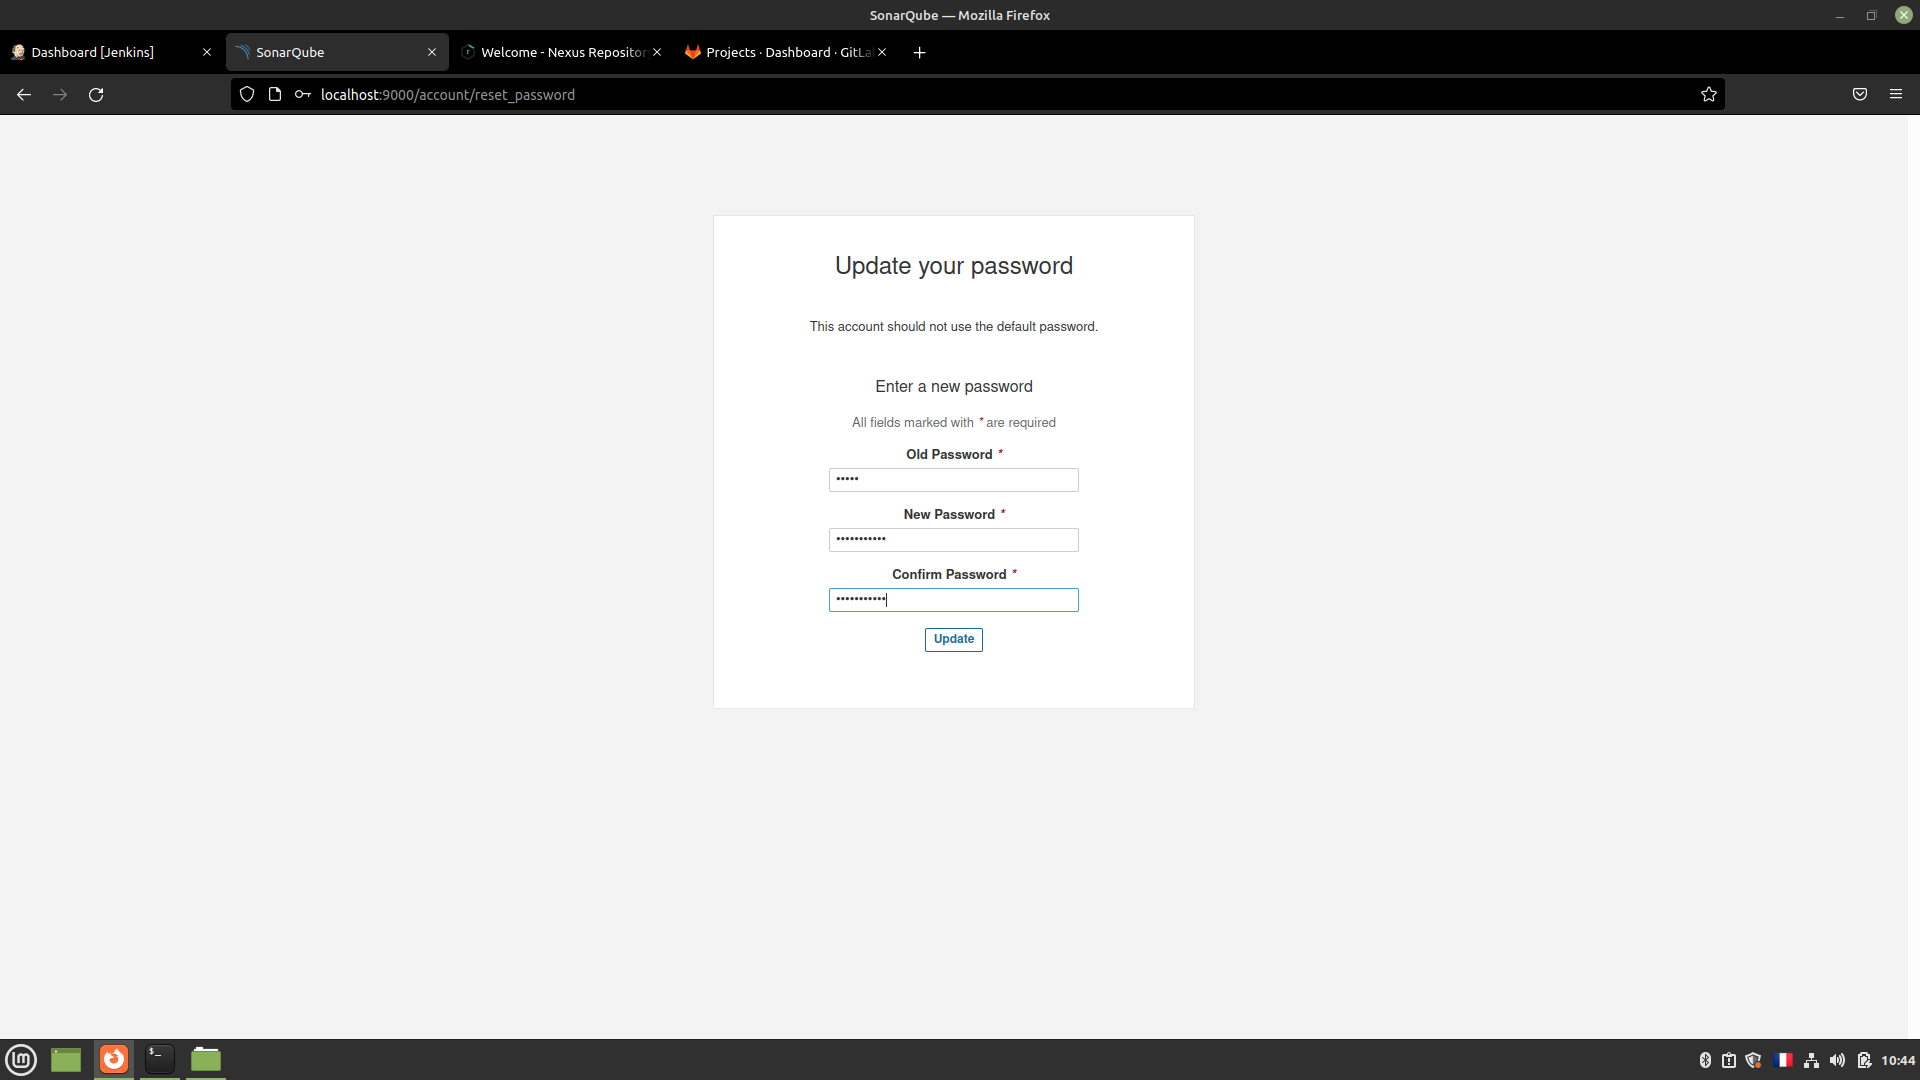 SonarQube — Mozilla Firefox
Dashboard [Jenkins]
SonarQube
Welcome - Nexus Repositor
Projects · Dashboard · GitLa
localhost:9000/account/reset_password
Update your password
This account should not use the default password.
Enter a new password
All fields marked with * are required
Old Password *
•••••
New Password *
•••••••••••
Confirm Password *
•••••••••••
Update
$_
lm
10:44